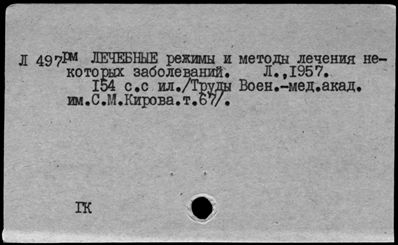 Л 497рм ЛЕЧЕБНЫЕ режимы и методы лечения не-
которых заболеваний. Л.,1957.
154 с.с ил./Труды Воен.-мед.акад.
им.С.М.Кирова.т.67/.
ГК